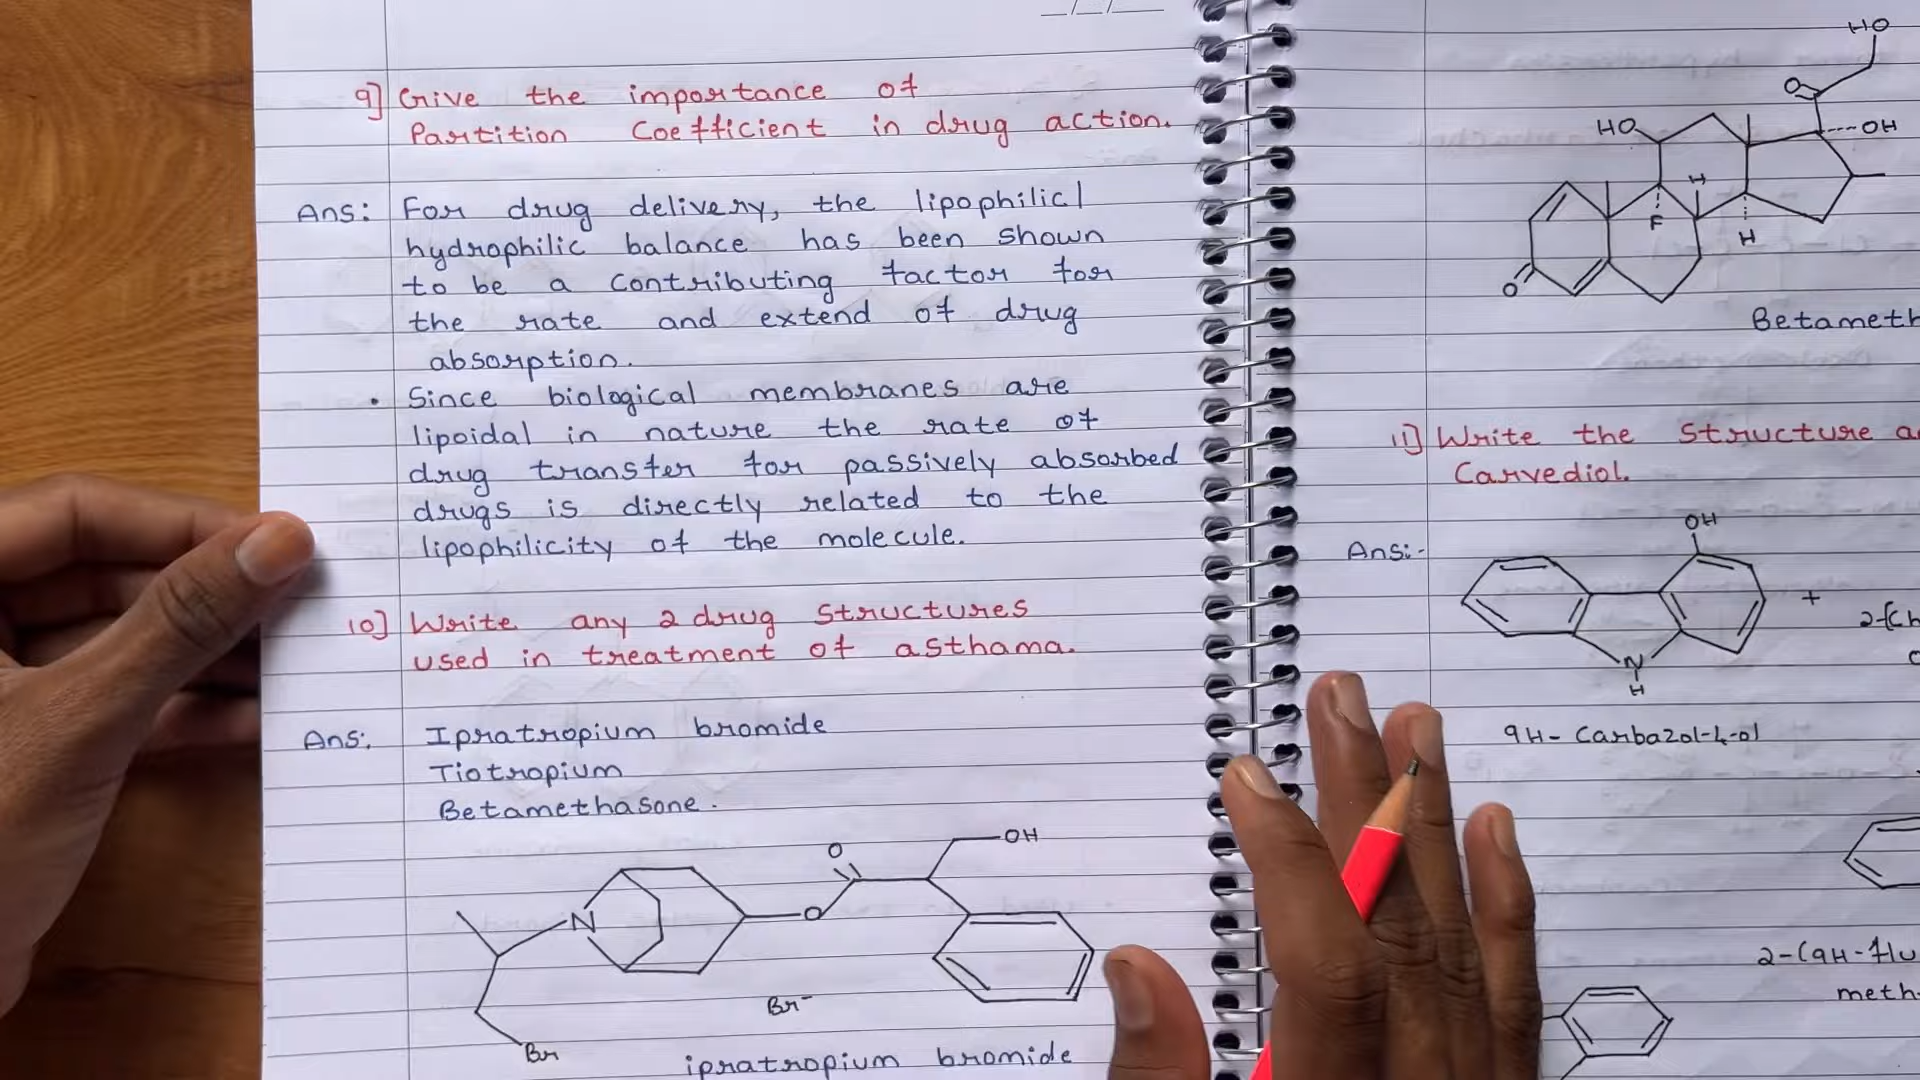 9] Give the importance of
Partition Coefficient in drug action.
Ans: For drug delivery, the lipophilic/
hydrophilic balance has been shown
to be a contributing factor for
the rate and extend of drug
absorption.
• Since biological membranes are
lipoidal in nature the rate of
drug transfer for passively absorbed
drugs is directly related to the
lipophilicity of the molecule.
10] Write any 2 drug structures
used in treatment of asthama.
Ans: Ipratropium bromide
Tiotropium
Betamethasone.
O
OH
N
O
Br⁻
Br
ipratropium bromide
HO
O
HO
OH
H
F
H
O
Betameth
11] Write the structure
Carvediol.
Ans:-
OH
+
2-(Ch
N
H
9H-Carbazol-4-ol
2-(9H-
meth-